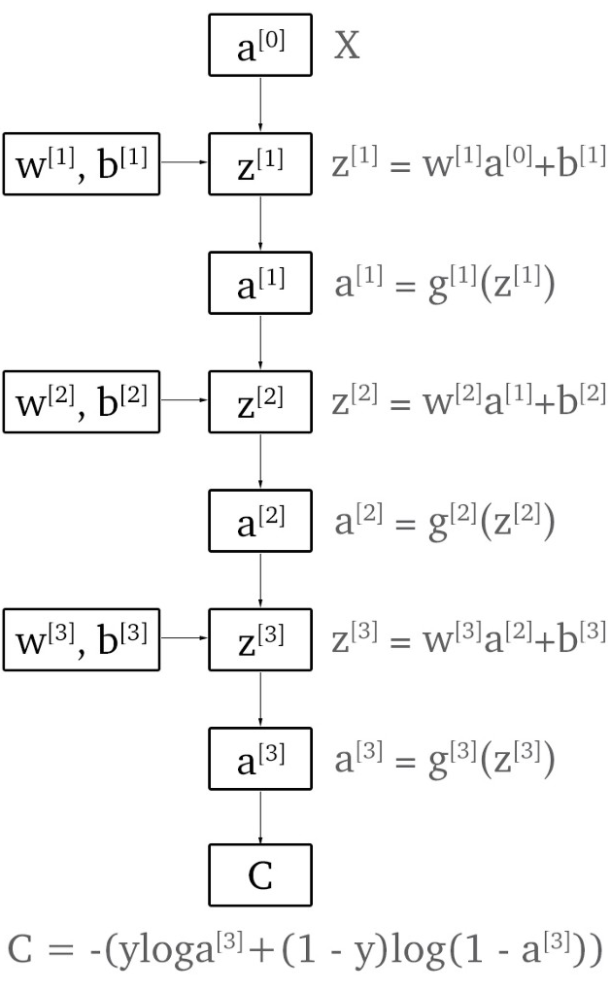 a[0] X
w[1], b[1] z[1] z[1] = w[1]a[0]+b[1]
a[1] a[1] = g[1](z[1])
w[2], b[2] z[2] z[2] = w[2]a[1]+b[2]
a[2] a[2] = g[2](z[2])
w[3], b[3] z[3] z[3] = w[3]a[2]+b[3]
a[3] a[3] = g[3](z[3])
C
C = -(yloga[3]+(1 - y)log(1 - a[3]))